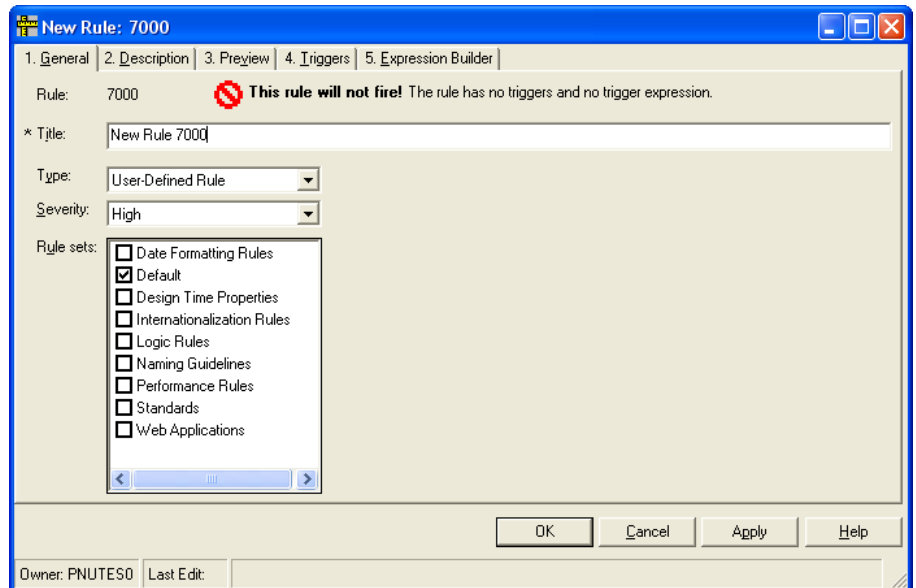 New Rule: 7000
1. General 2. Description 3. Preview 4. Triggers 5. Expression Builder
Rule: 7000 This rule will not fire! The rule has no triggers and no trigger expression.
* Title: New Rule 7000
Type: User-Defined Rule
Severity: High
Rule sets: Date Formatting Rules
Default
Design Time Properties
Internationalization Rules
Logic Rules
Naming Guidelines
Performance Rules
Standards
Web Applications
OK Cancel Apply Help
Owner: PNUTES0 Last Edit: